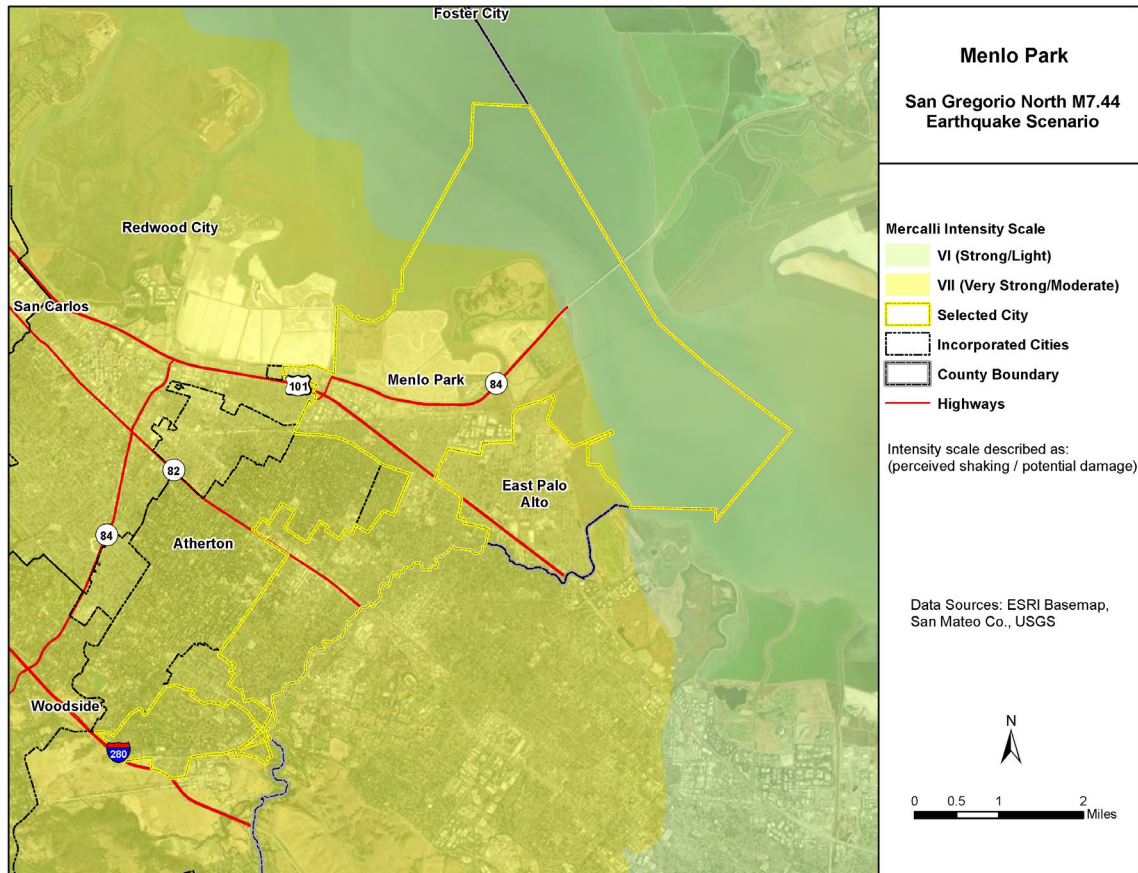 Foster City
Redwood City
San Carlos
101
Menlo Park
84
82
East Palo
Alto
84
Atherton
Woodside
280
Menlo Park
San Gregorio North M7.44
Earthquake Scenario
Mercalli Intensity Scale
VI (Strong/Light)
VII (Very Strong/Moderate)
Selected City
Incorporated Cities
County Boundary
Highways
Intensity scale described as:
(perceived shaking / potential damage)
Data Sources: ESRI Basemap,
San Mateo Co., USGS
N
0 0.5 1 2
Miles